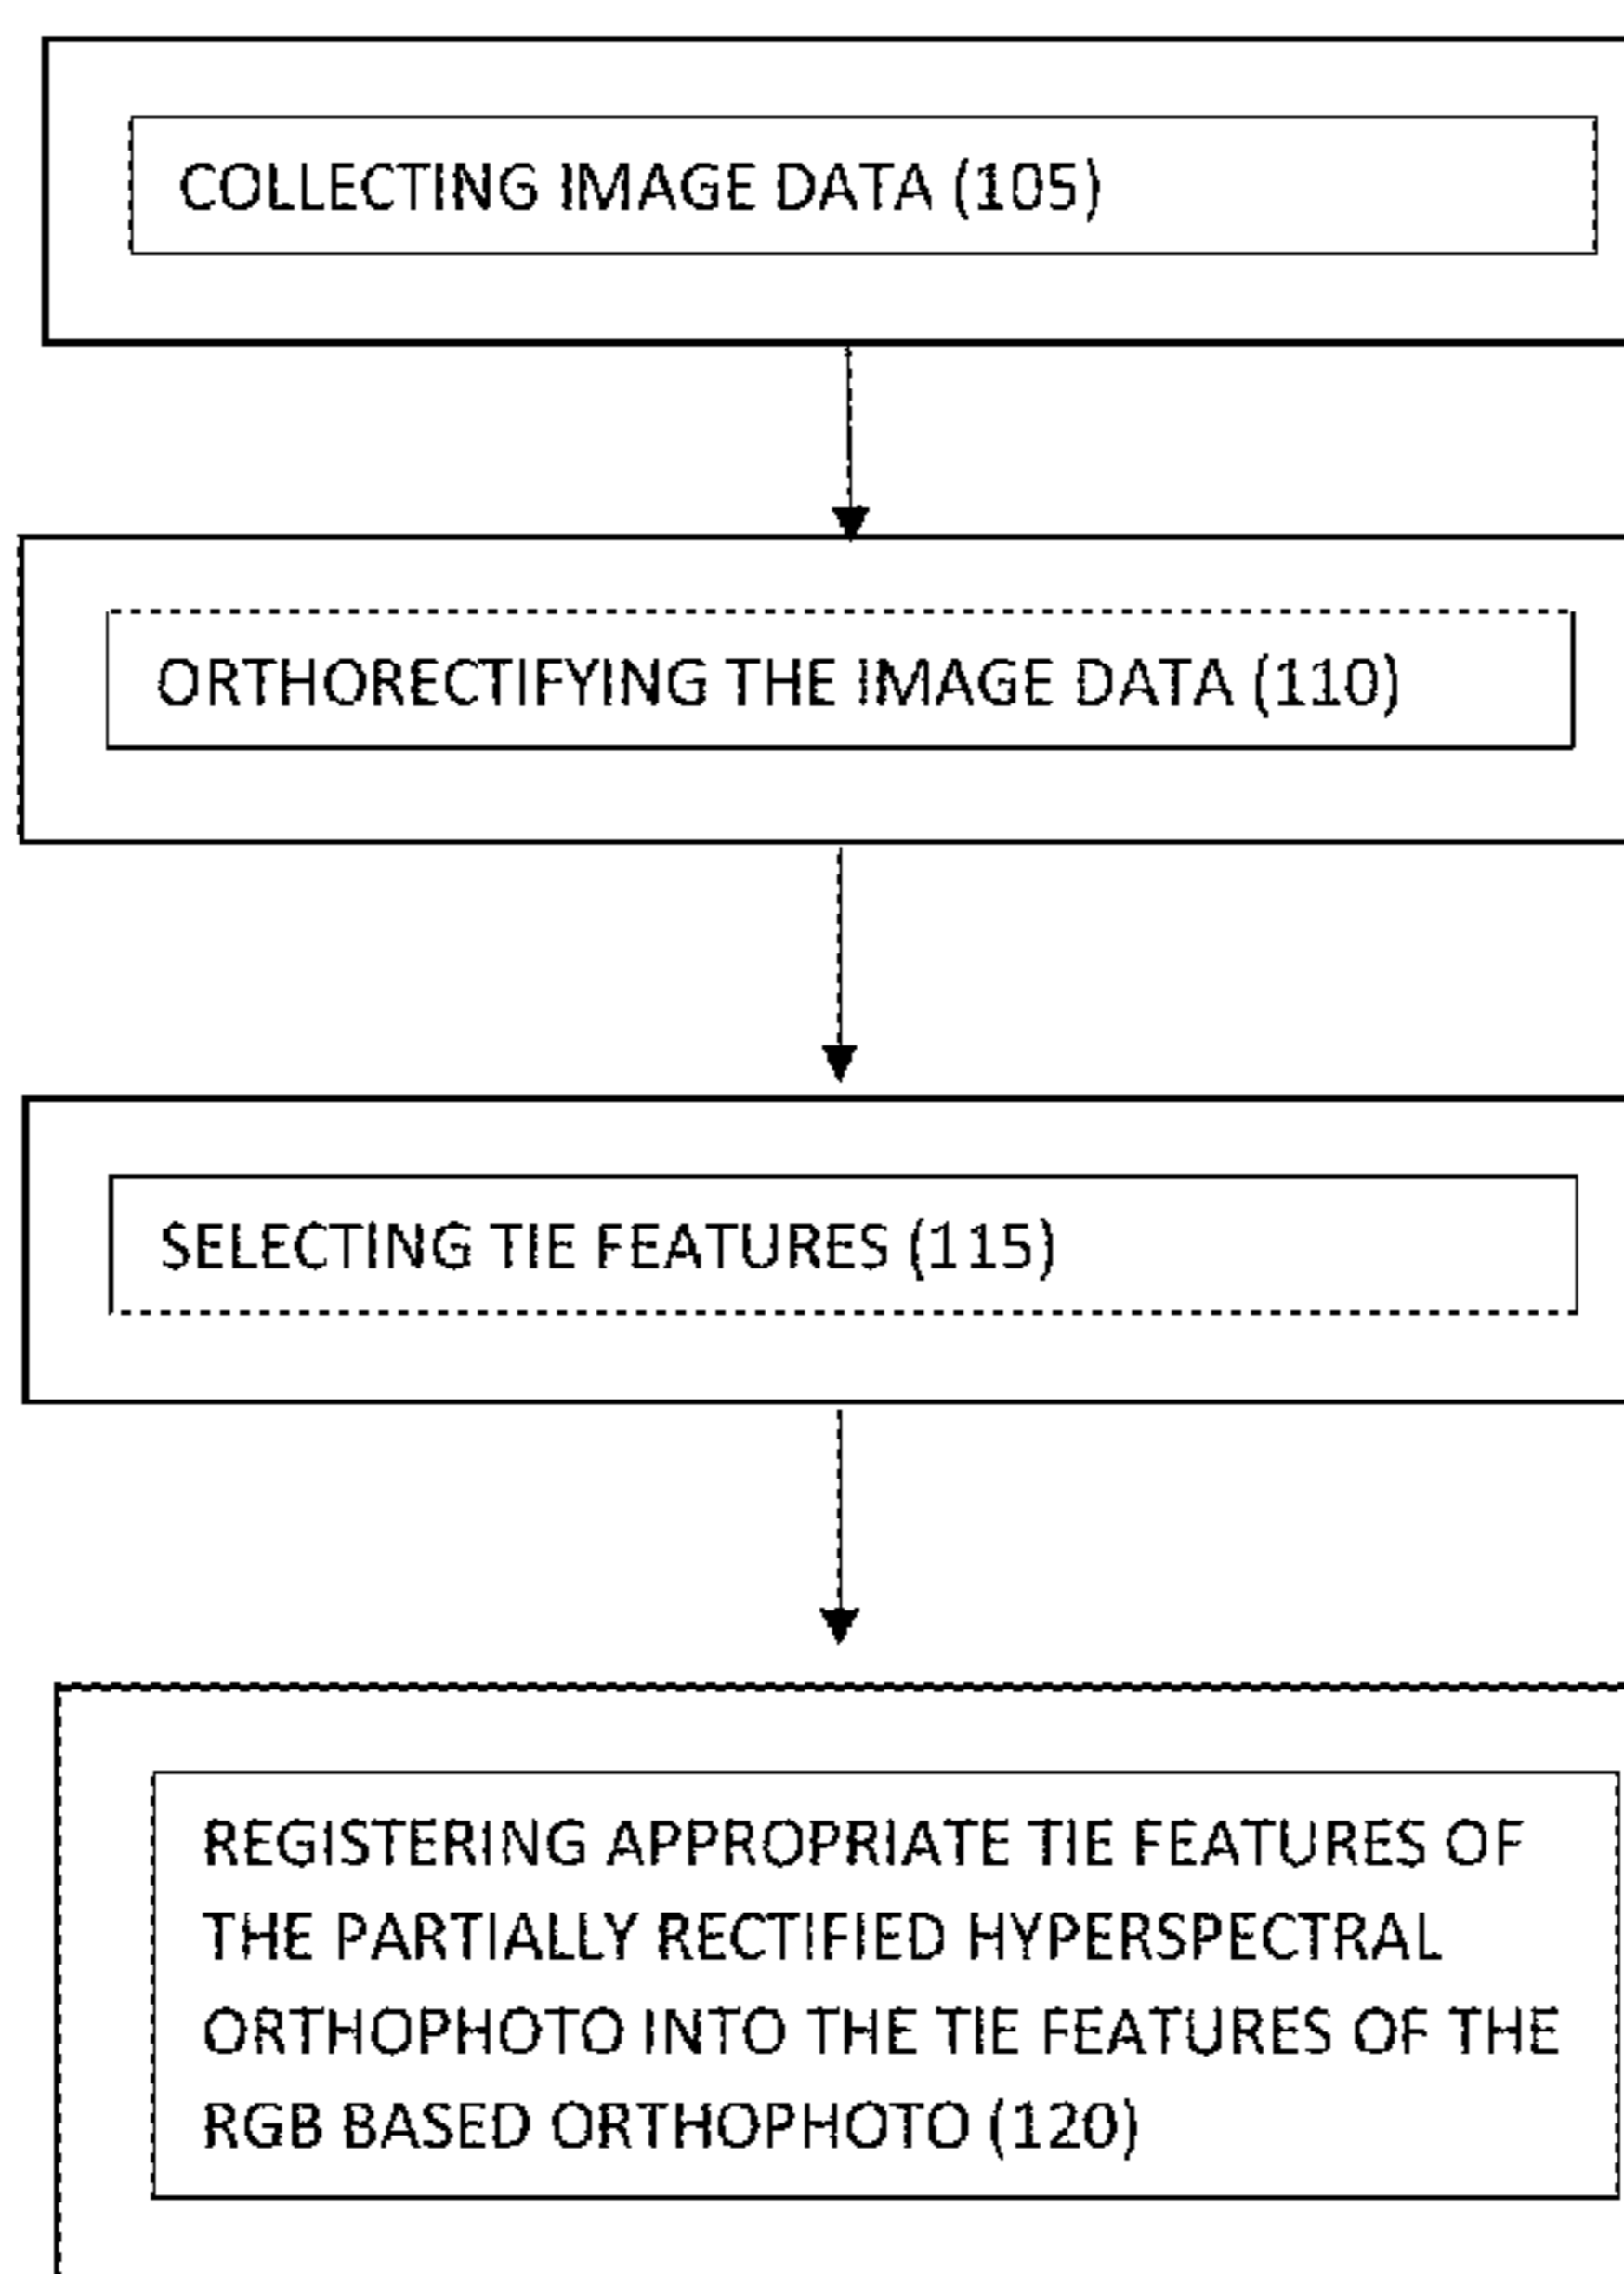 COLLECTING IMAGE DATA (105)
ORTHORECTIFYING THE IMAGE DATA (110)
SELECTING TIE FEATURES (115)
REGISTERING APPROPRIATE TIE FEATURES OF
THE PARTIALLY RECTIFIED HYPERSPECTRAL
ORTHOPHOTO INTO THE TIE FEATURES OF THE
RGB BASED ORTHOPHOTO (120)